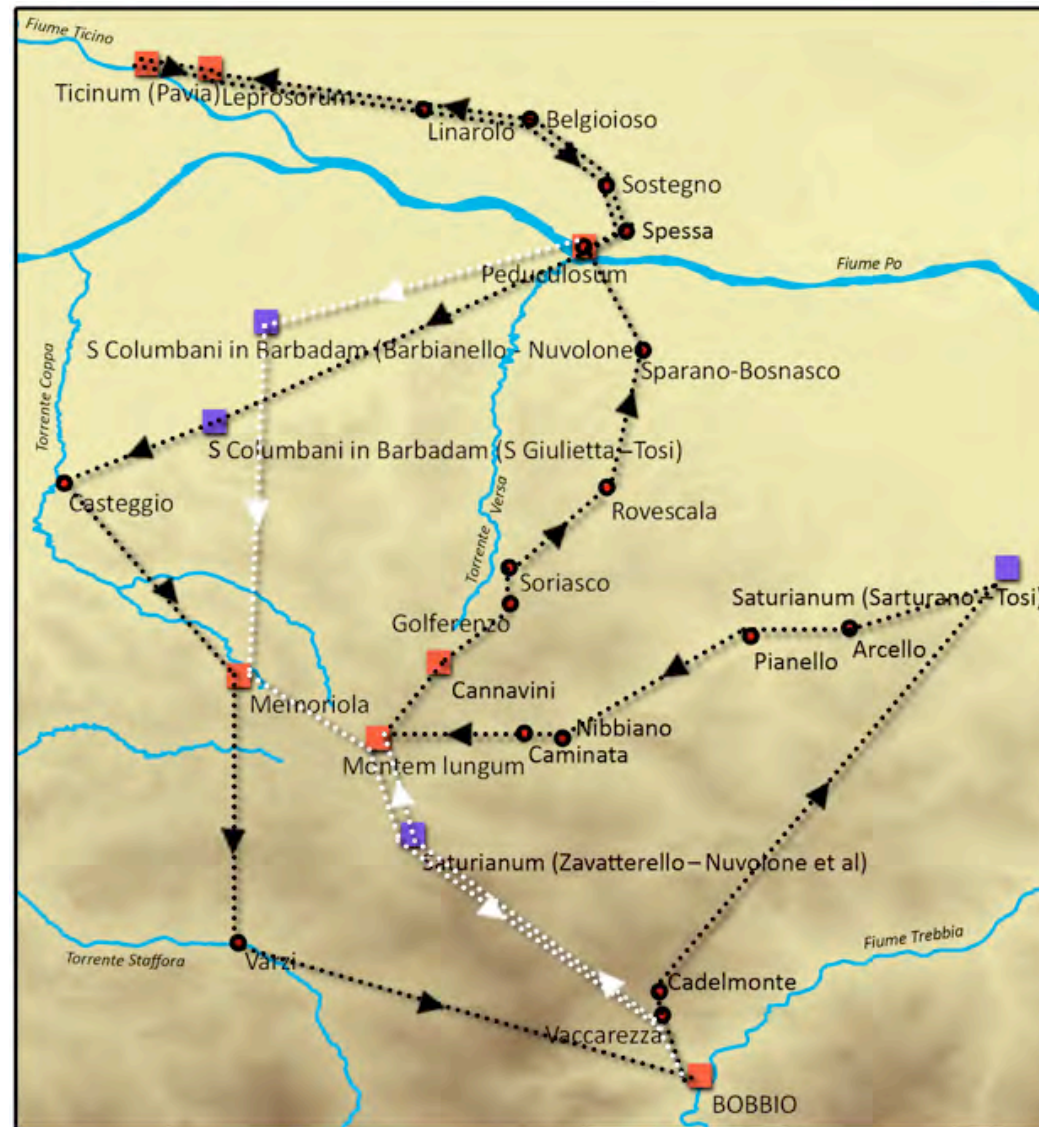 Fiume Ticino
Ticinum (Pavia)
Leprosorum
Linarolo
Belgioioso
Sostegno
Spessa
Peduculosum
Fiume Po
S Columbani in Barbadam (Barbianello - Nuvolone
Sparano-Bosnasco
Torrente Coppa
S Columbani in Barbadam (S Giulietta –Tosi)
Casteggio
Torrente Versa
Rovescala
Soriasco
Golferenzo
Saturianum (Sarturano –Tosi)
Arcello
Pianello
Cannavini
Memoriola
Nibbiano
Caminata
Montem lungum
Saturianum (Zavatterello – Nuvolone et al)
Fiume Trebbia
Torrente Staffora
Varzi
Cadelmonte
Vaccarezza
BOBBIO